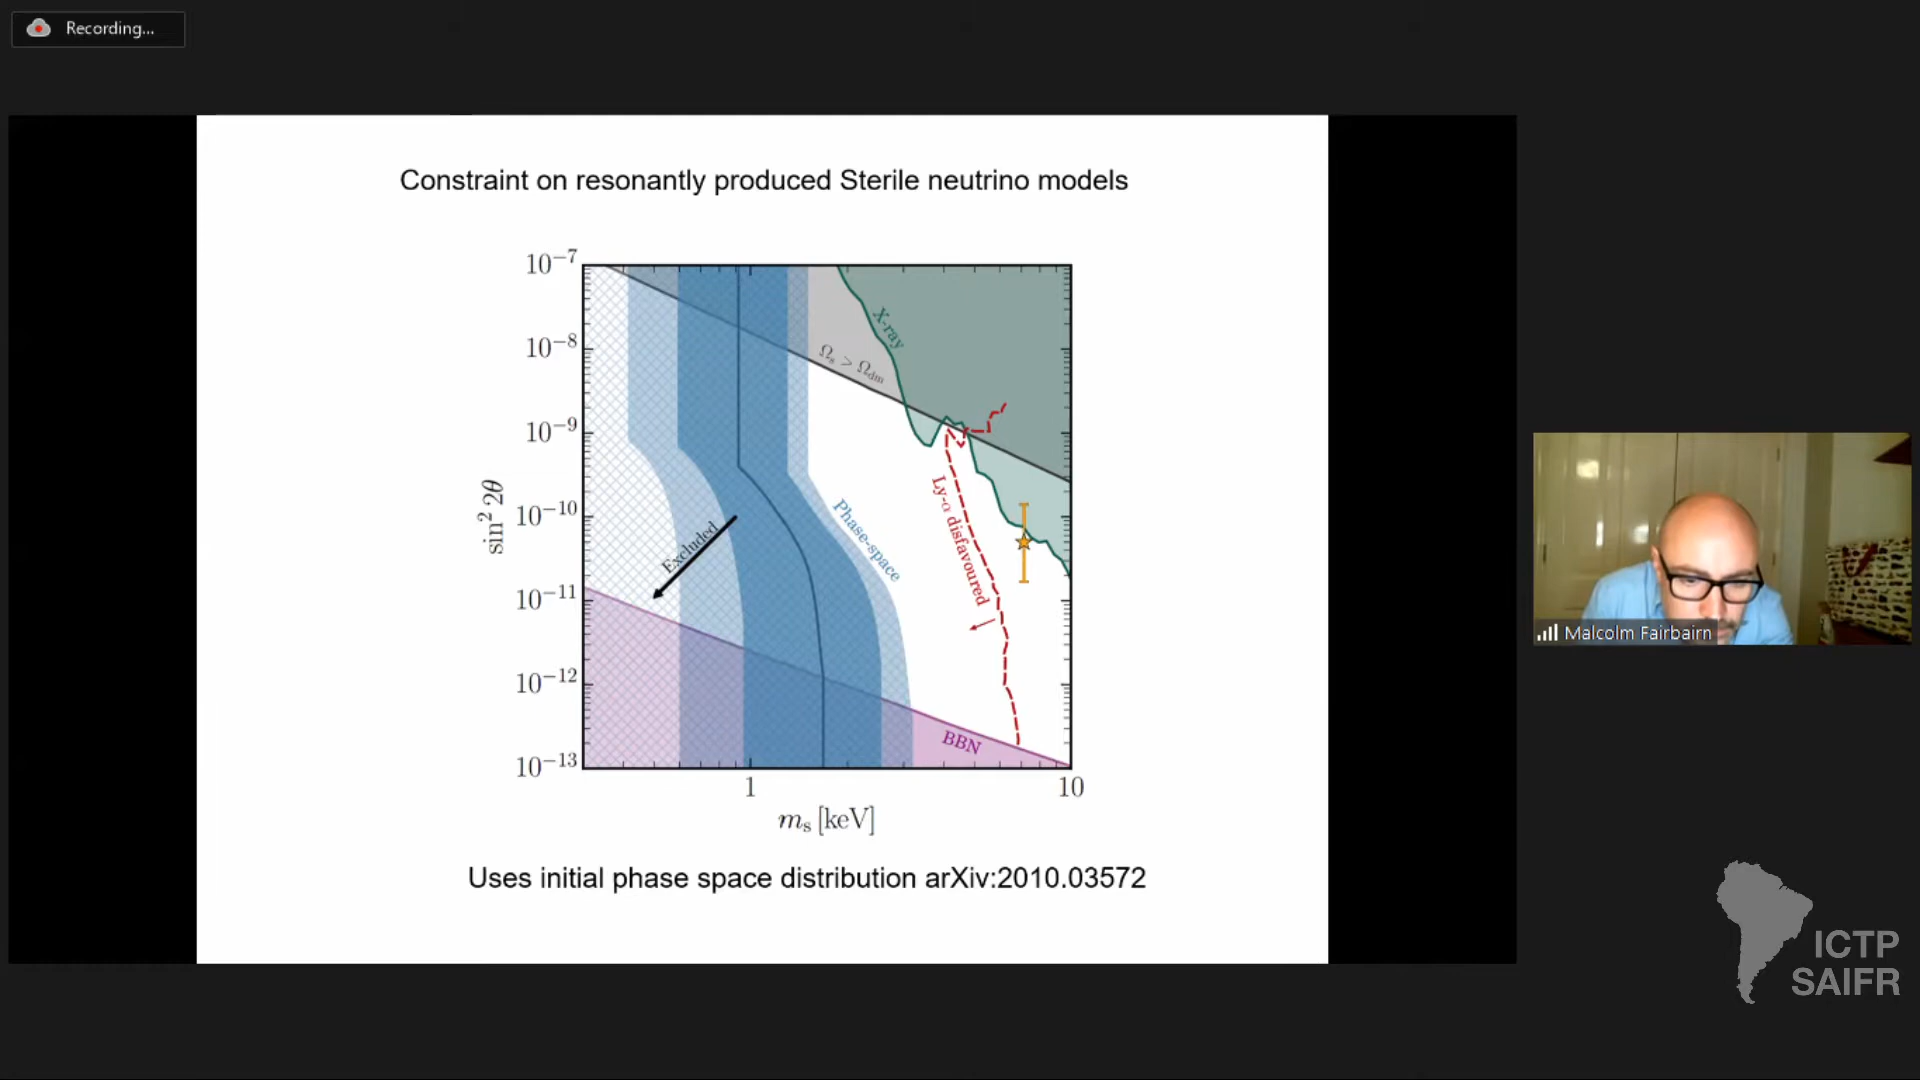 Recording...
Constraint on resonantly produced Sterile neutrino models
10⁻⁷
10⁻⁸
10⁻⁹
10⁻¹⁰
10⁻¹¹
10⁻¹²
10⁻¹³
sin² 2θ
X-ray
Ωₛ > Ω_dm
Phase-space
Ly-α disfavoured
Excluded
BBN
1
10
mₛ [keV]
Uses initial phase space distribution arXiv:2010.03572
Malcolm Fairbairn
ICTP
SAIFR